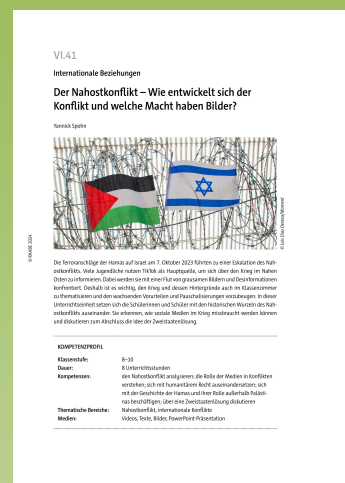 VI.41
Internationale Beziehungen
Der Nahostkonflikt – Wie entwickelt sich der
Konflikt und welche Macht haben Bilder?
Yannick Spohn
© RAABE 2024
Die Terroranschläge der Hamas auf Israel am 7. Oktober 2023 führten zu einer Eskalation des Nah-
ostkonflikts. Viele Jugendliche nutzen TikTok als Hauptquelle, um sich über den Krieg im Nahen
Osten zu informieren. Dabei werden sie mit einer Flut von grausamen Bildern und Desinformationen
konfrontiert. Deshalb ist es wichtig, den Krieg und dessen Hintergründe auch im Klassenzimmer
zu thematisieren und den wachsenden Vorurteilen und Pauschalisierungen vorzubeugen. In dieser
Unterrichtseinheit setzen sich die Schülerinnen und Schüler mit den historischen Wurzeln des Nah-
ostkonflikts auseinander. Sie erkennen, wie soziale Medien im Krieg missbraucht werden können
und diskutieren zum Abschluss die Idee der Zweistaatenlösung.
KOMPETENZPROFIL
Klassenstufe: 8–10
Dauer: 8 Unterrichtsstunden
Kompetenzen: den Nahostkonflikt analysieren; die Rolle der Medien in Konflikten
verstehen; sich mit humanitärem Recht auseinandersetzen; sich
mit der Geschichte der Hamas und ihrer Rolle außerhalb Palästi-
nas beschäftigen; über eine Zweistaatenlösung diskutieren
Thematische Bereiche: Nahostkonflikt, internationale Konflikte
Medien: Videos, Texte, Bilder, PowerPoint-Präsentation